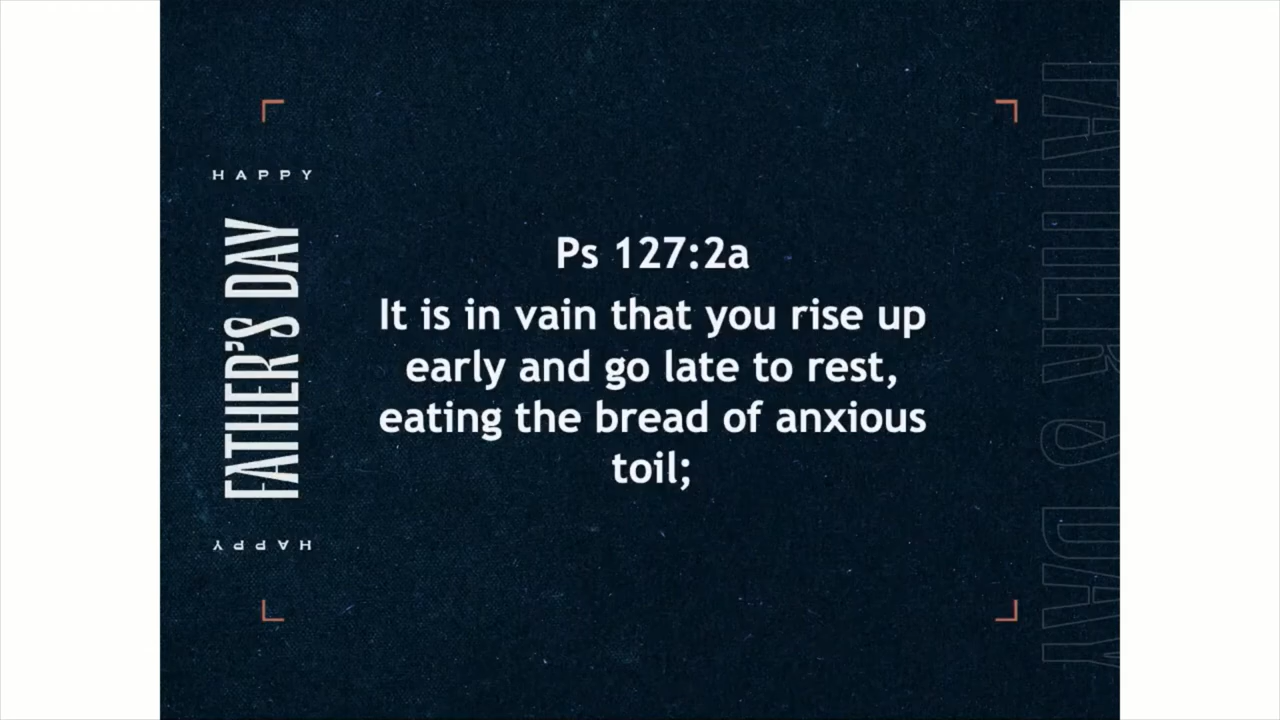 HAPPY
FATHER'S DAY
HAPPY
Ps 127:2a
It is in vain that you rise up
early and go late to rest,
eating the bread of anxious
toil;
FATHER'S DAY